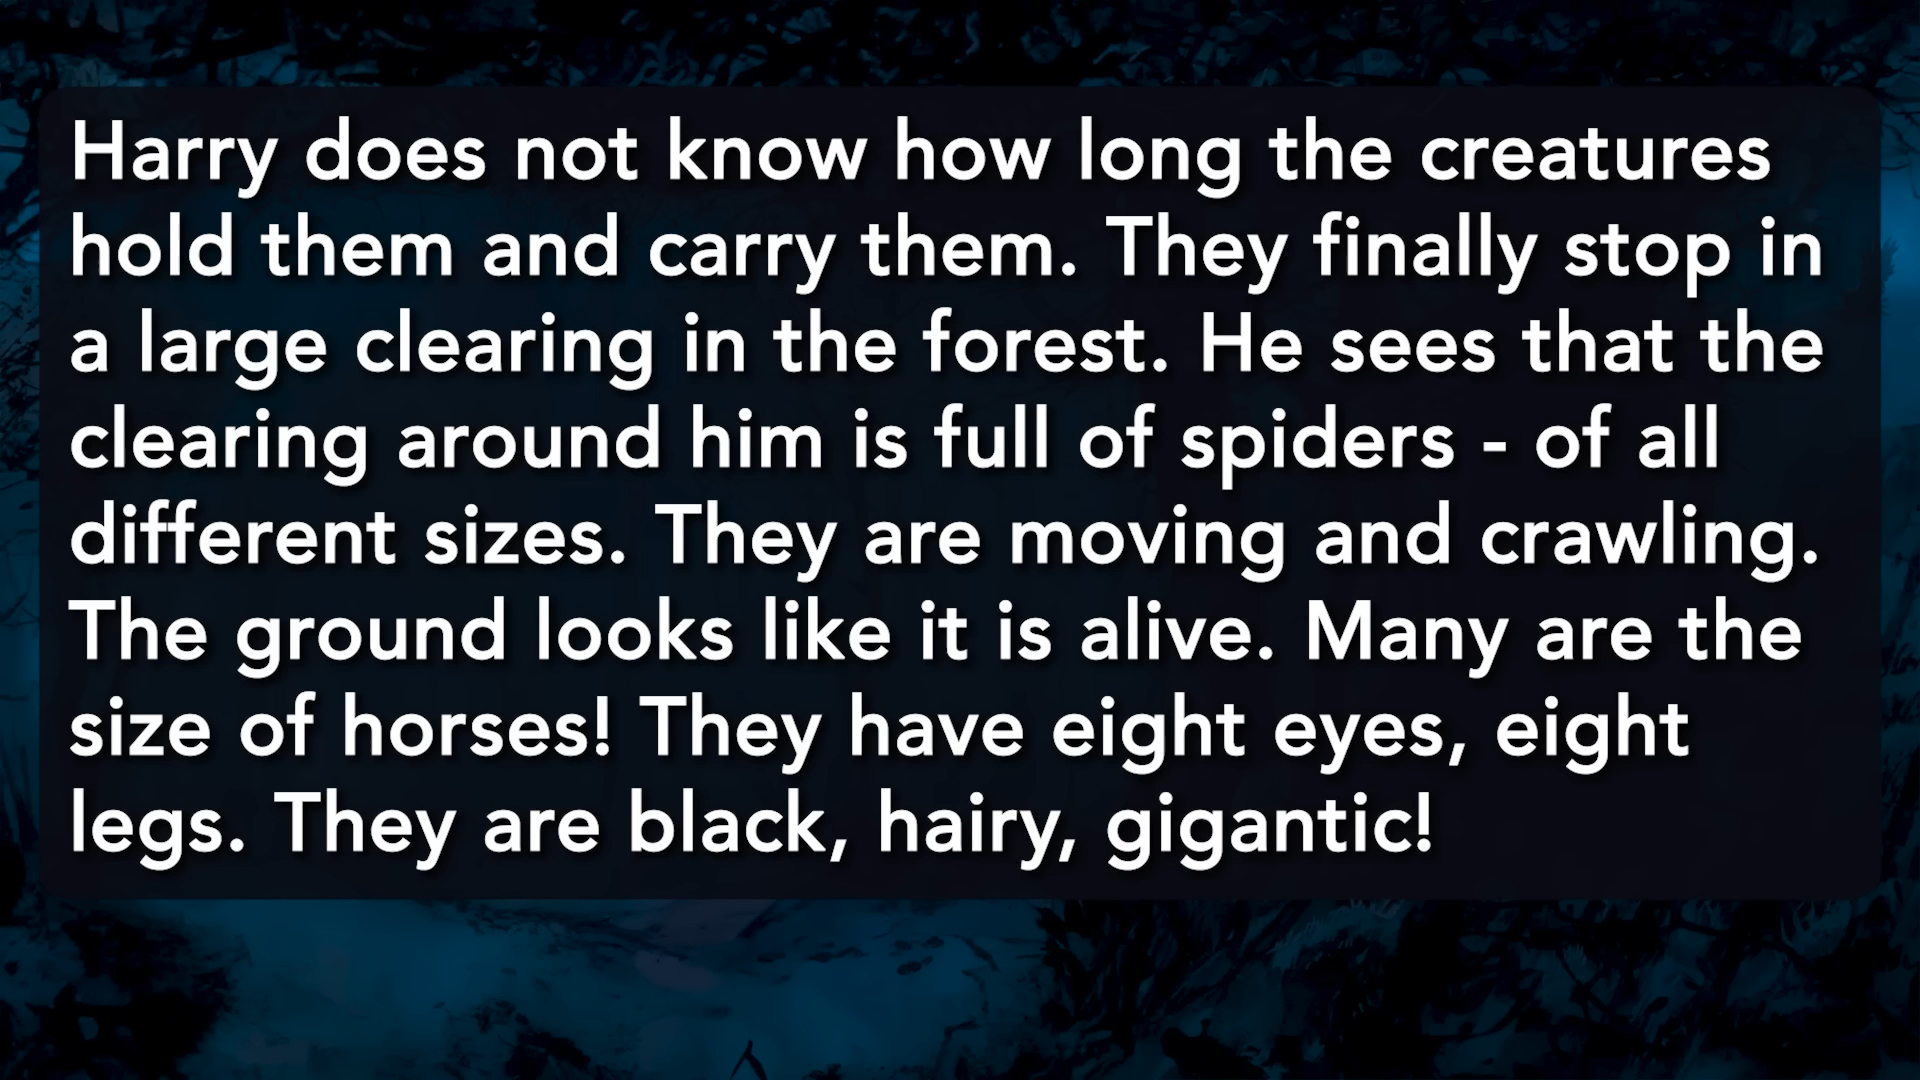 Harry does not know how long the creatures
hold them and carry them. They finally stop in
a large clearing in the forest. He sees that the
clearing around him is full of spiders - of all
different sizes. They are moving and crawling.
The ground looks like it is alive. Many are the
size of horses! They have eight eyes, eight
legs. They are black, hairy, gigantic!